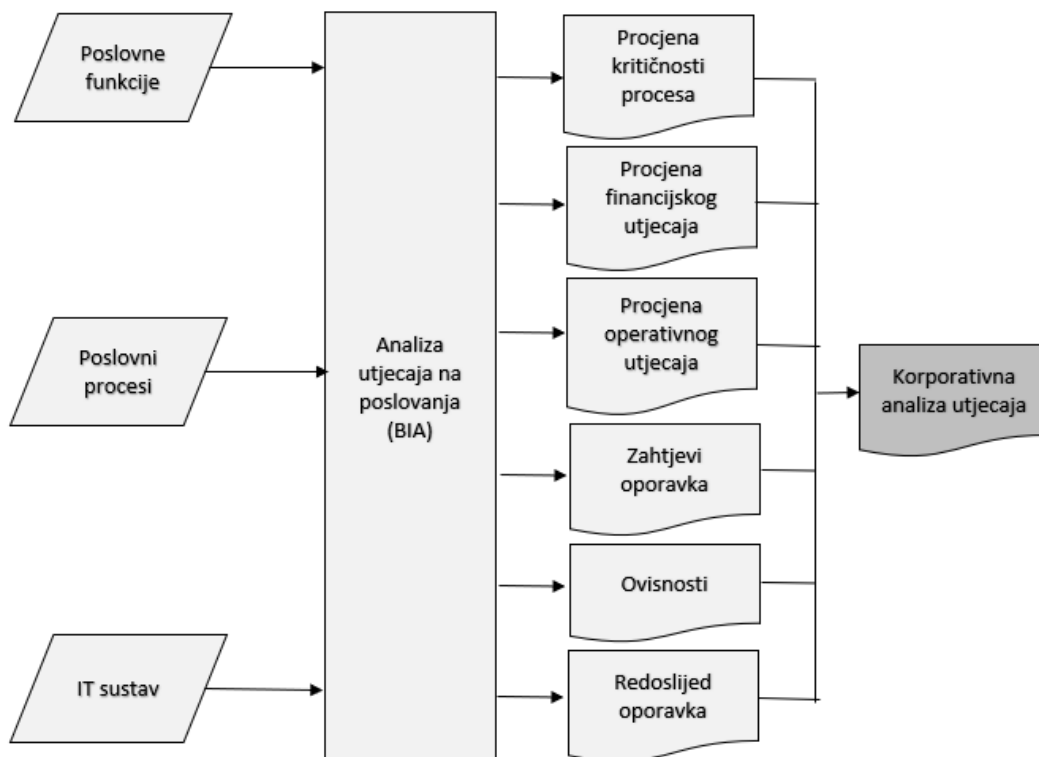 Poslovne
funkcije
Poslovni
procesi
IT sustav
Analiza
utjecaja na
poslovanja
(BIA)
Procjena
kritičnosti
procesa
Procjena
financijskog
utjecaja
Procjena
operativnog
utjecaja
Zahtjevi
oporavka
Ovisnosti
Redoslijed
oporavka
Korporativna
analiza utjecaja